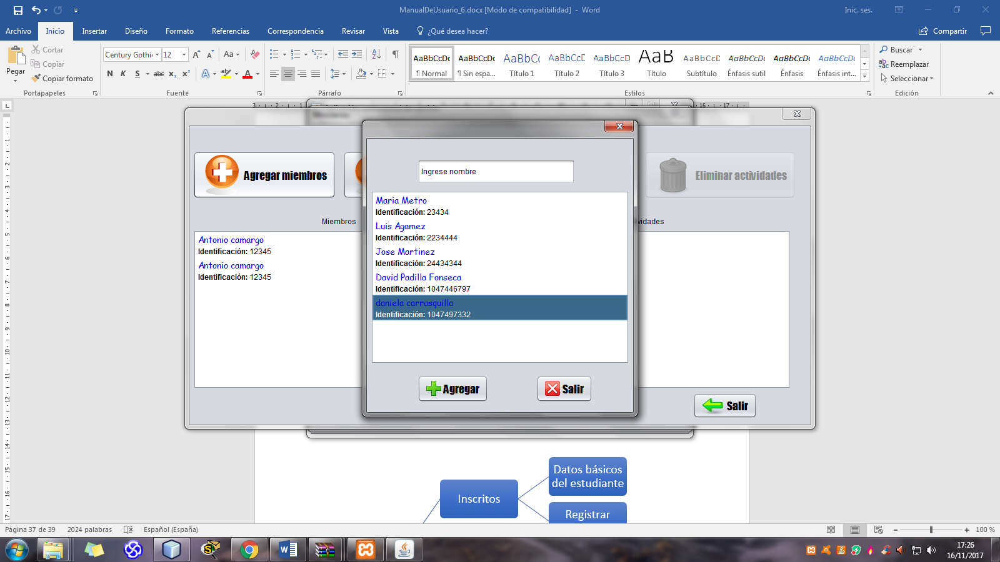 ManualDeUsuario_6.docx [Modo de compatibilidad] - Word
Inic. ses.
Archivo Inicio Insertar Diseño Formato Referencias Correspondencia Revisar Vista ¿Qué desea hacer? Compartir
Pegar
Cortar
Copiar
Copiar formato
Portapapeles
Century Gothi 12
N K S abc x₂ x²
Fuente
Párrafo
AaBbCcDc AaBbCcDc AaBbCc AaBbCcD AaBbCcD AaB AaBbCcD AaBbCcDc AaBbCcDc AaBbCcDc
¶ Normal ¶ Sin espa... Título 1 Título 2 Título 3 Título Subtítulo Énfasis sutil Énfasis Énfasis int...
Estilos
Buscar
Reemplazar
Seleccionar
Edición
Agregar miembros
Eliminar actividades
Miembros
vidades
Antonio camargo
Identificación: 12345
Antonio camargo
Identificación: 12345
Salir
Ingrese nombre
Maria Metro
Identificación: 23434
Luis Agamez
Identificación: 2234444
Jose Martinez
Identificación: 24434344
David Padilla Fonseca
Identificación: 1047446797
daniela carrasquilla
Identificación: 1047497332
Agregar
Salir
Inscritos
Datos básicos
del estudiante
Registrar
Página 37 de 39 2024 palabras Español (España) 100 %
17:26
16/11/2017